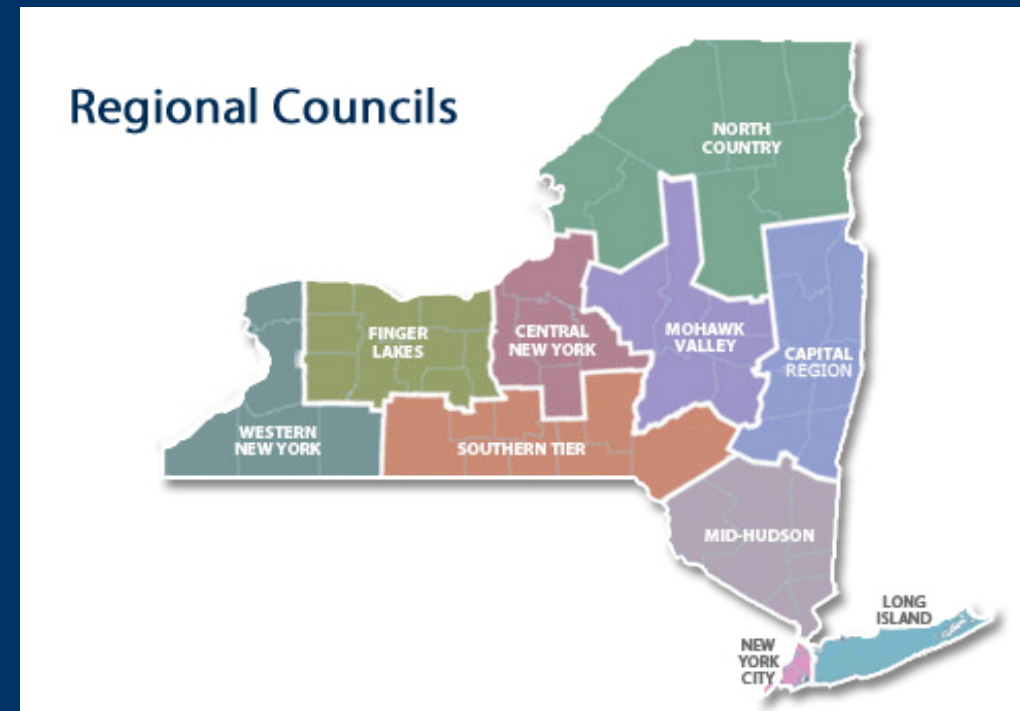 Regional Councils
NORTH
COUNTRY
FINGER
LAKES
CENTRAL
NEW YORK
MOHAWK
VALLEY
CAPITAL
REGION
WESTERN
NEW YORK
SOUTHERN TIER
MID-HUDSON
LONG
ISLAND
NEW
YORK
CITY